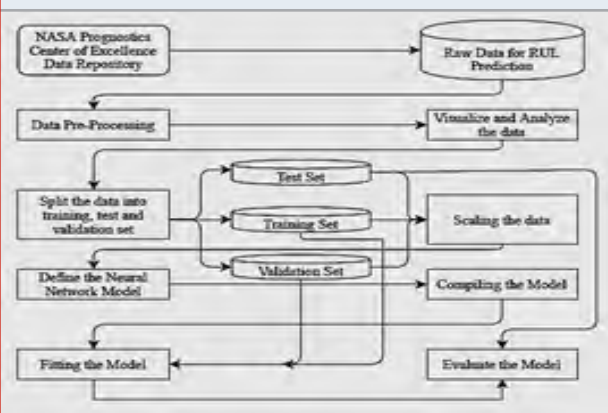 NASA Prognostics
Center of Excellence
Data Repository
Raw Data for RUL
Prediction
Data Pre-Processing
Visualize and Analyze
the data
Split the data into
training, test and
validation set
Test Set
Training Set
Validation Set
Scaling the data
Define the Neural
Network Model
Compiling the Model
Fitting the Model
Evaluate the Model